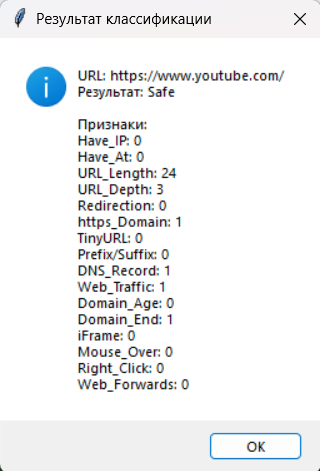 Результат классификации
URL: https://www.youtube.com/
Результат: Safe
Признаки:
Have_IP: 0
Have_At: 0
URL_Length: 24
URL_Depth: 3
Redirection: 0
https_Domain: 1
TinyURL: 0
Prefix/Suffix: 0
DNS_Record: 1
Web_Traffic: 1
Domain_Age: 0
Domain_End: 1
iFrame: 0
Mouse_Over: 0
Right_Click: 0
Web_Forwards: 0
OK